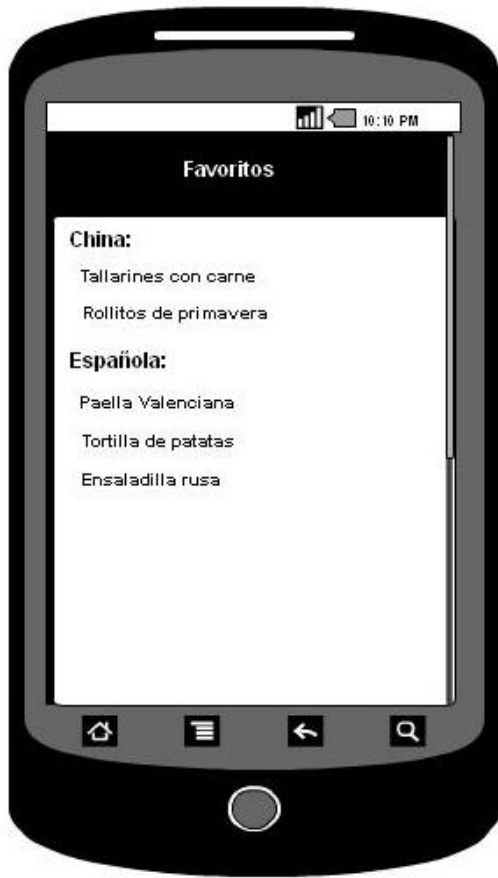 10:10 PM
Favoritos
China:
Tallarines con carne
Rollitos de primavera
Española:
Paella Valenciana
Tortilla de patatas
Ensaladilla rusa